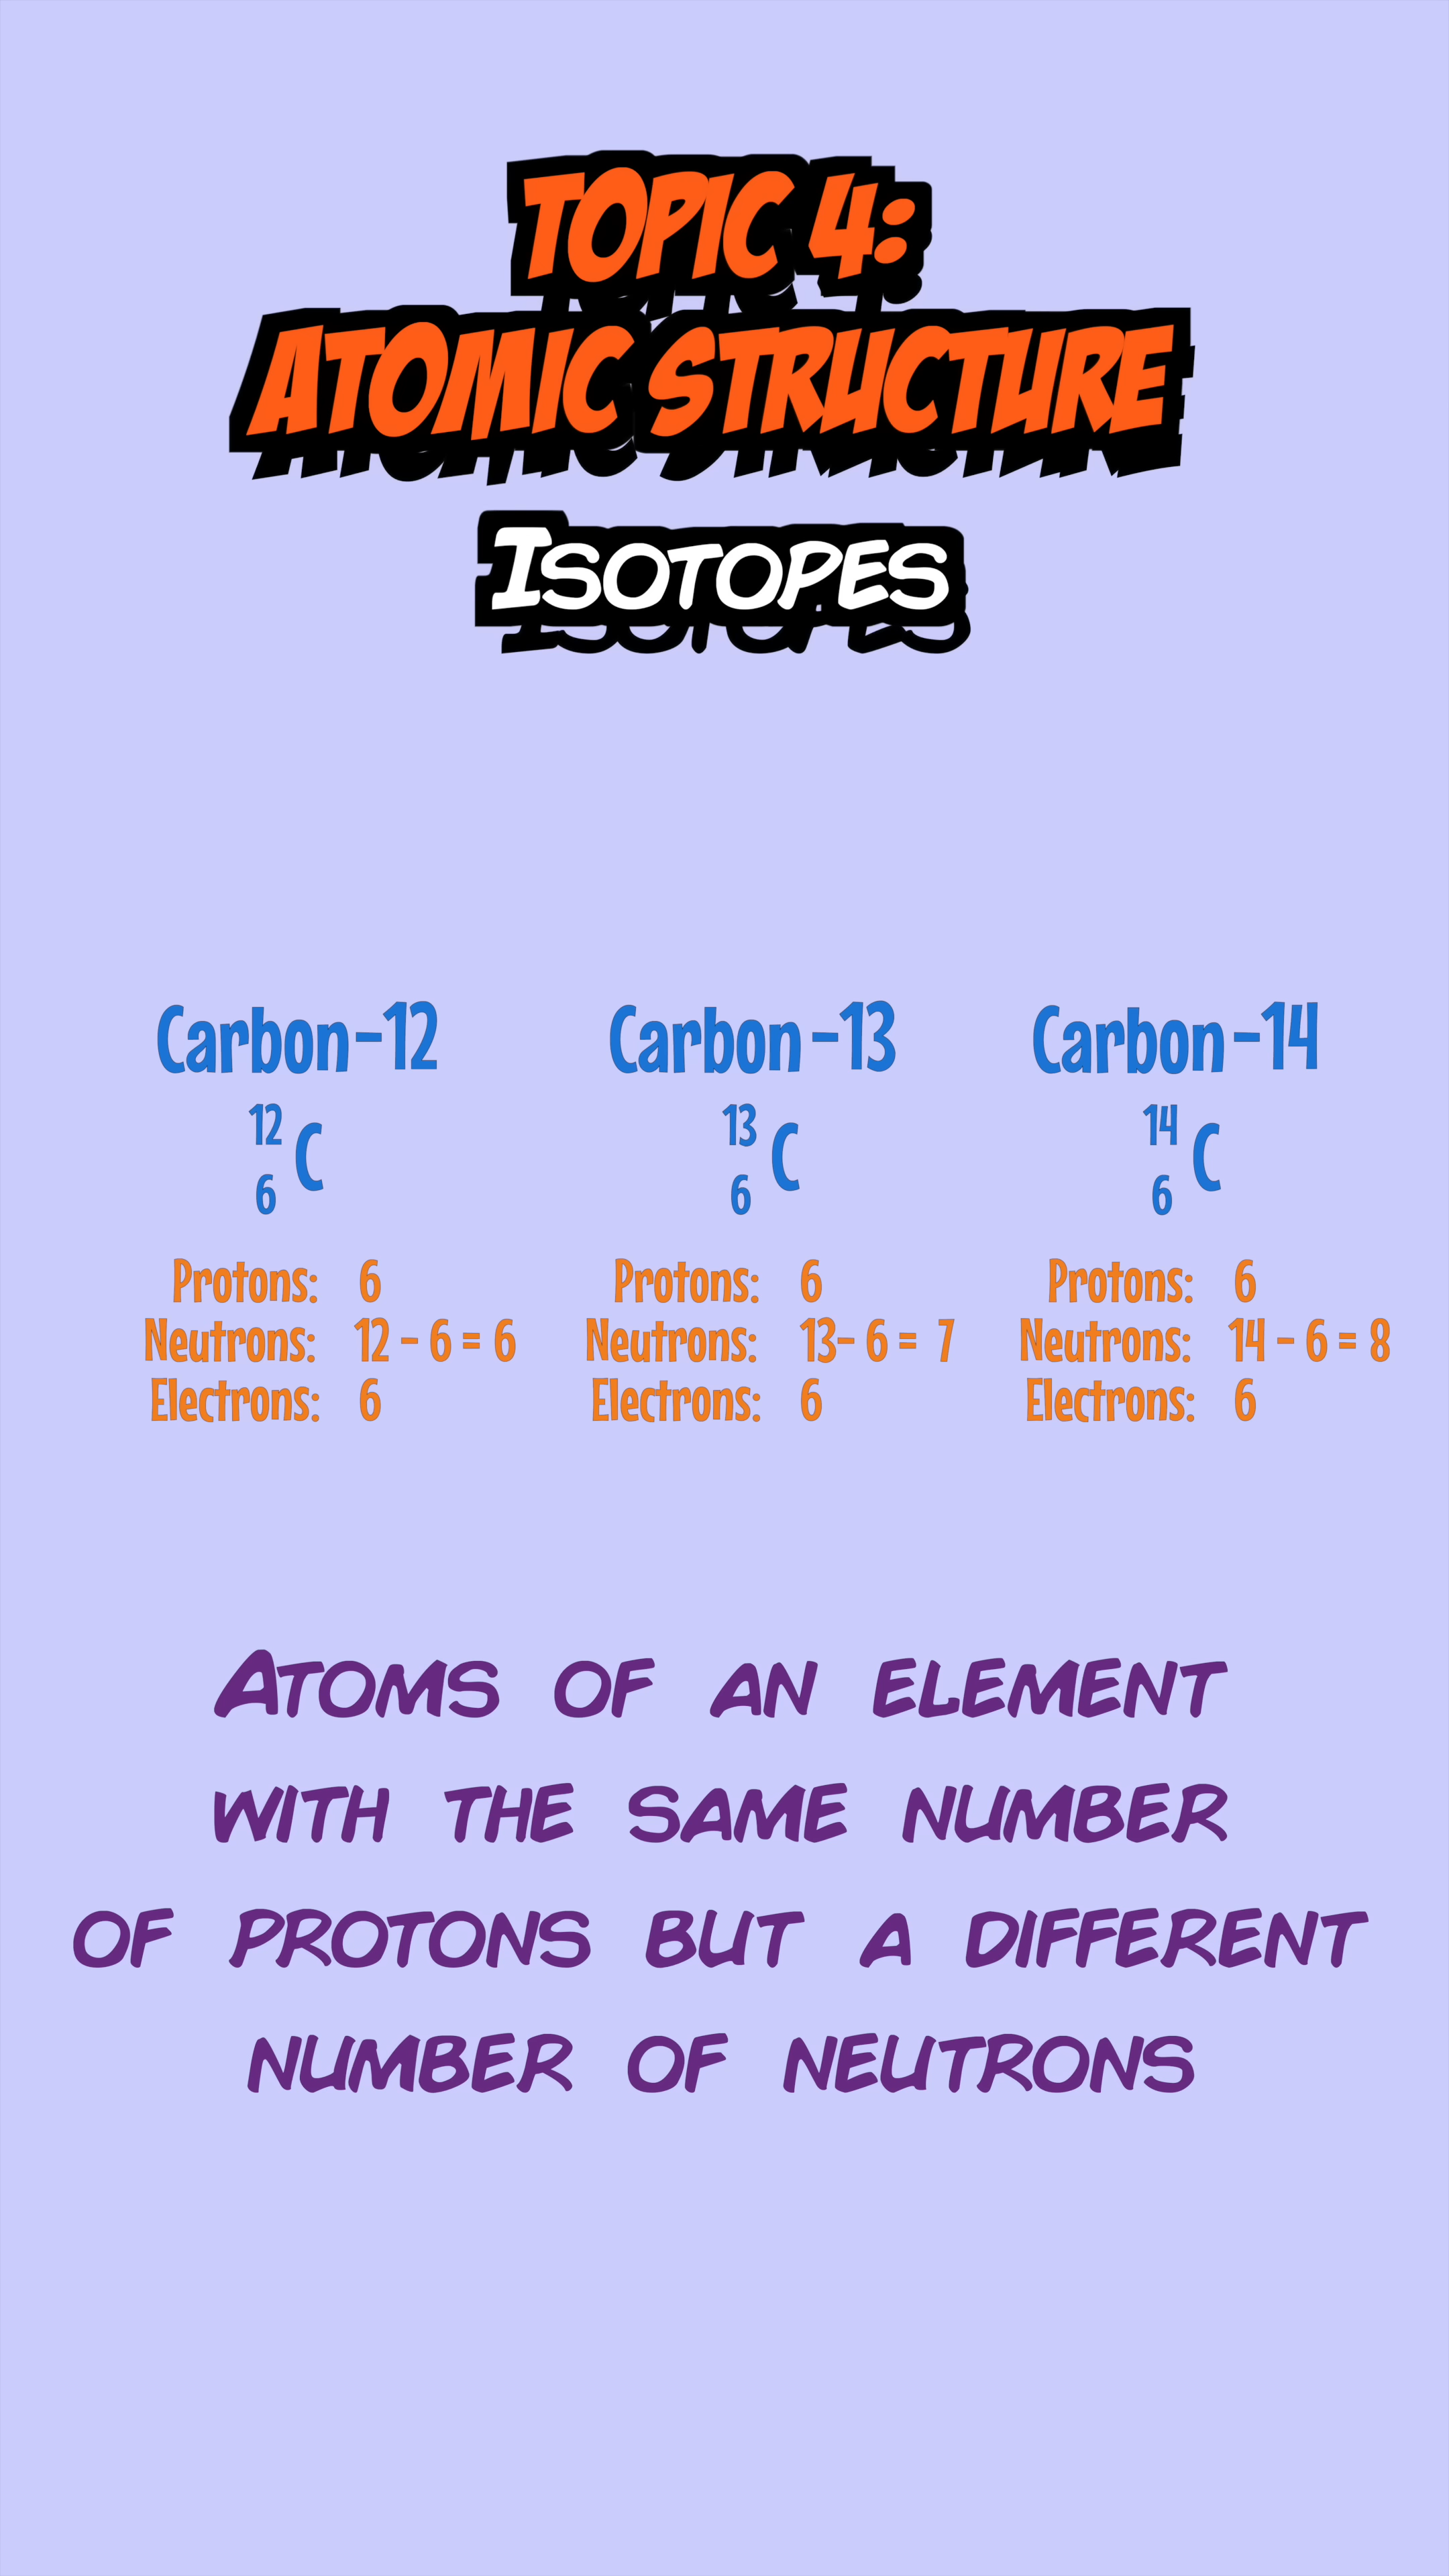 TOPIC 4:
ATOMIC STRUCTURE
ISOTOPES
Carbon-12 Carbon-13 Carbon-14
12 13 14
C C C
6 6 6
Protons: 6 Protons: 6 Protons: 6
Neutrons: 12 - 6 = 6 Neutrons: 13- 6 = 7 Neutrons: 14 - 6 = 8
Electrons: 6 Electrons: 6 Electrons: 6
ATOMS OF AN ELEMENT
WITH THE SAME NUMBER
OF PROTONS BUT A DIFFERENT
NUMBER OF NEUTRONS